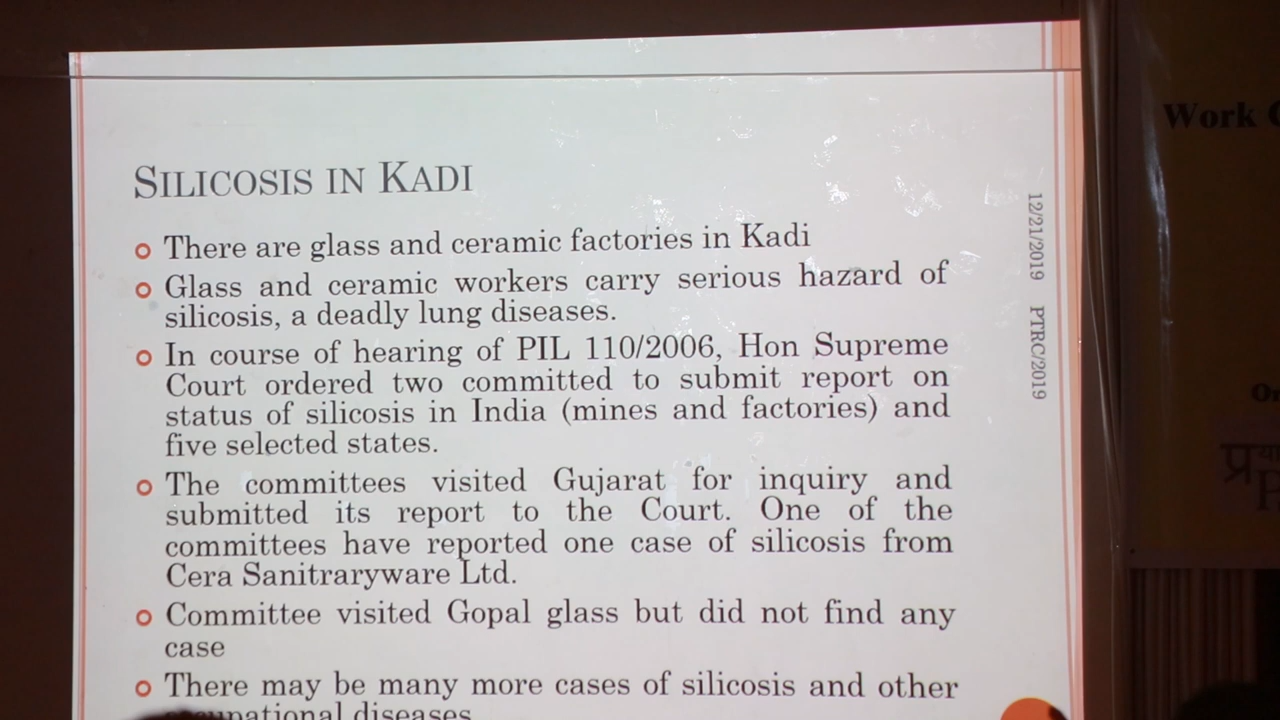 SILICOSIS IN KADI
There are glass and ceramic factories in Kadi
Glass and ceramic workers carry serious hazard of
silicosis, a deadly lung diseases.
In course of hearing of PIL 110/2006, Hon Supreme
Court ordered two committed to submit report on
status of silicosis in India (mines and factories) and
five selected states.
The committees visited Gujarat for inquiry and
submitted its report to the Court. One of the
committees have reported one case of silicosis from
Cera Sanitraryware Ltd.
Committee visited Gopal glass but did not find any
case
There may be many more cases of silicosis and other
diseases
12/21/2019 PTRC/2019
Work